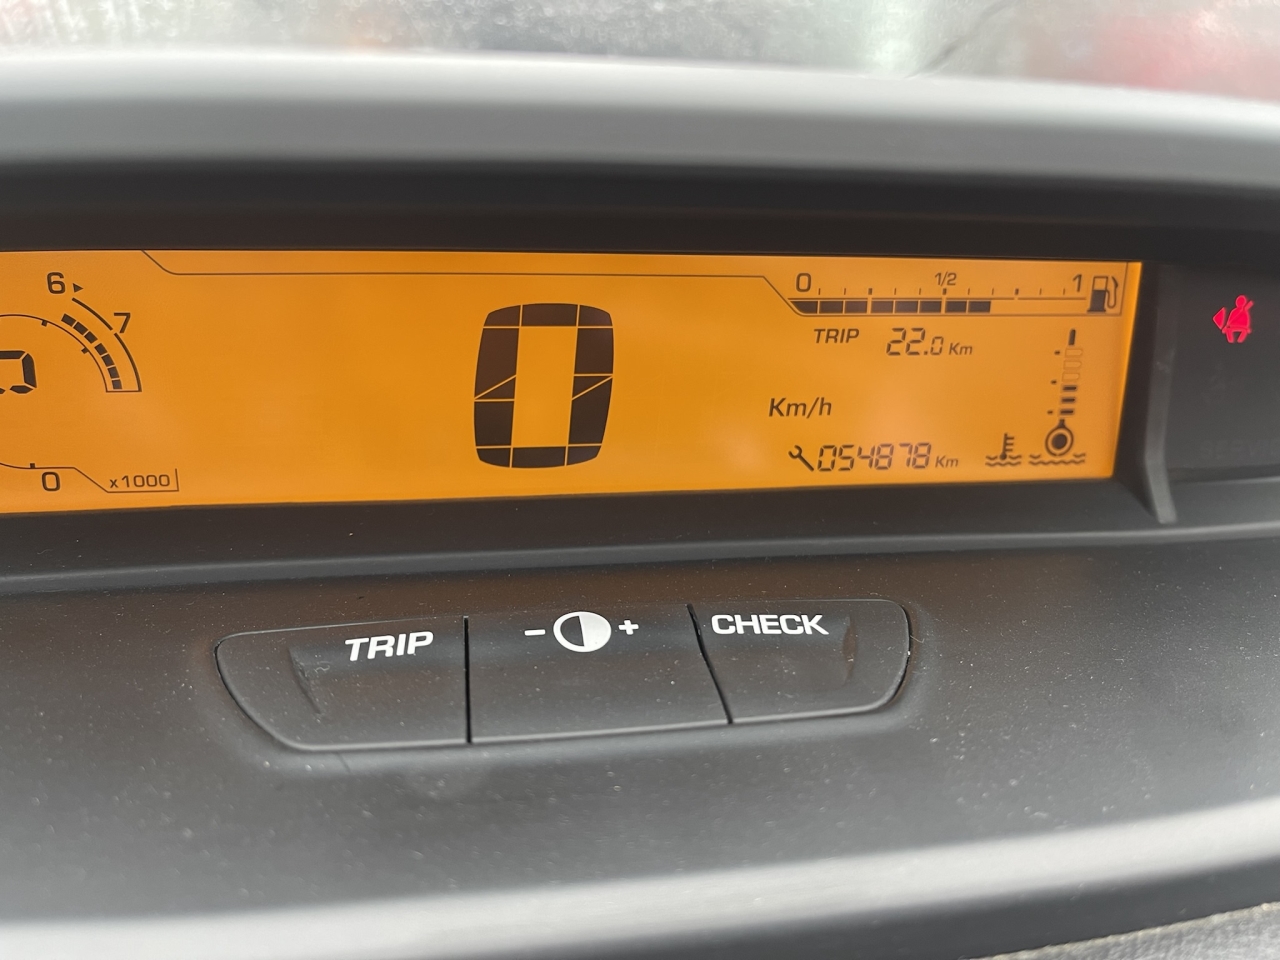 6
7
0
x1000
0
0 1/2 1
TRIP 22.0 Km
Km/h
054878 Km
TRIP
- +
CHECK